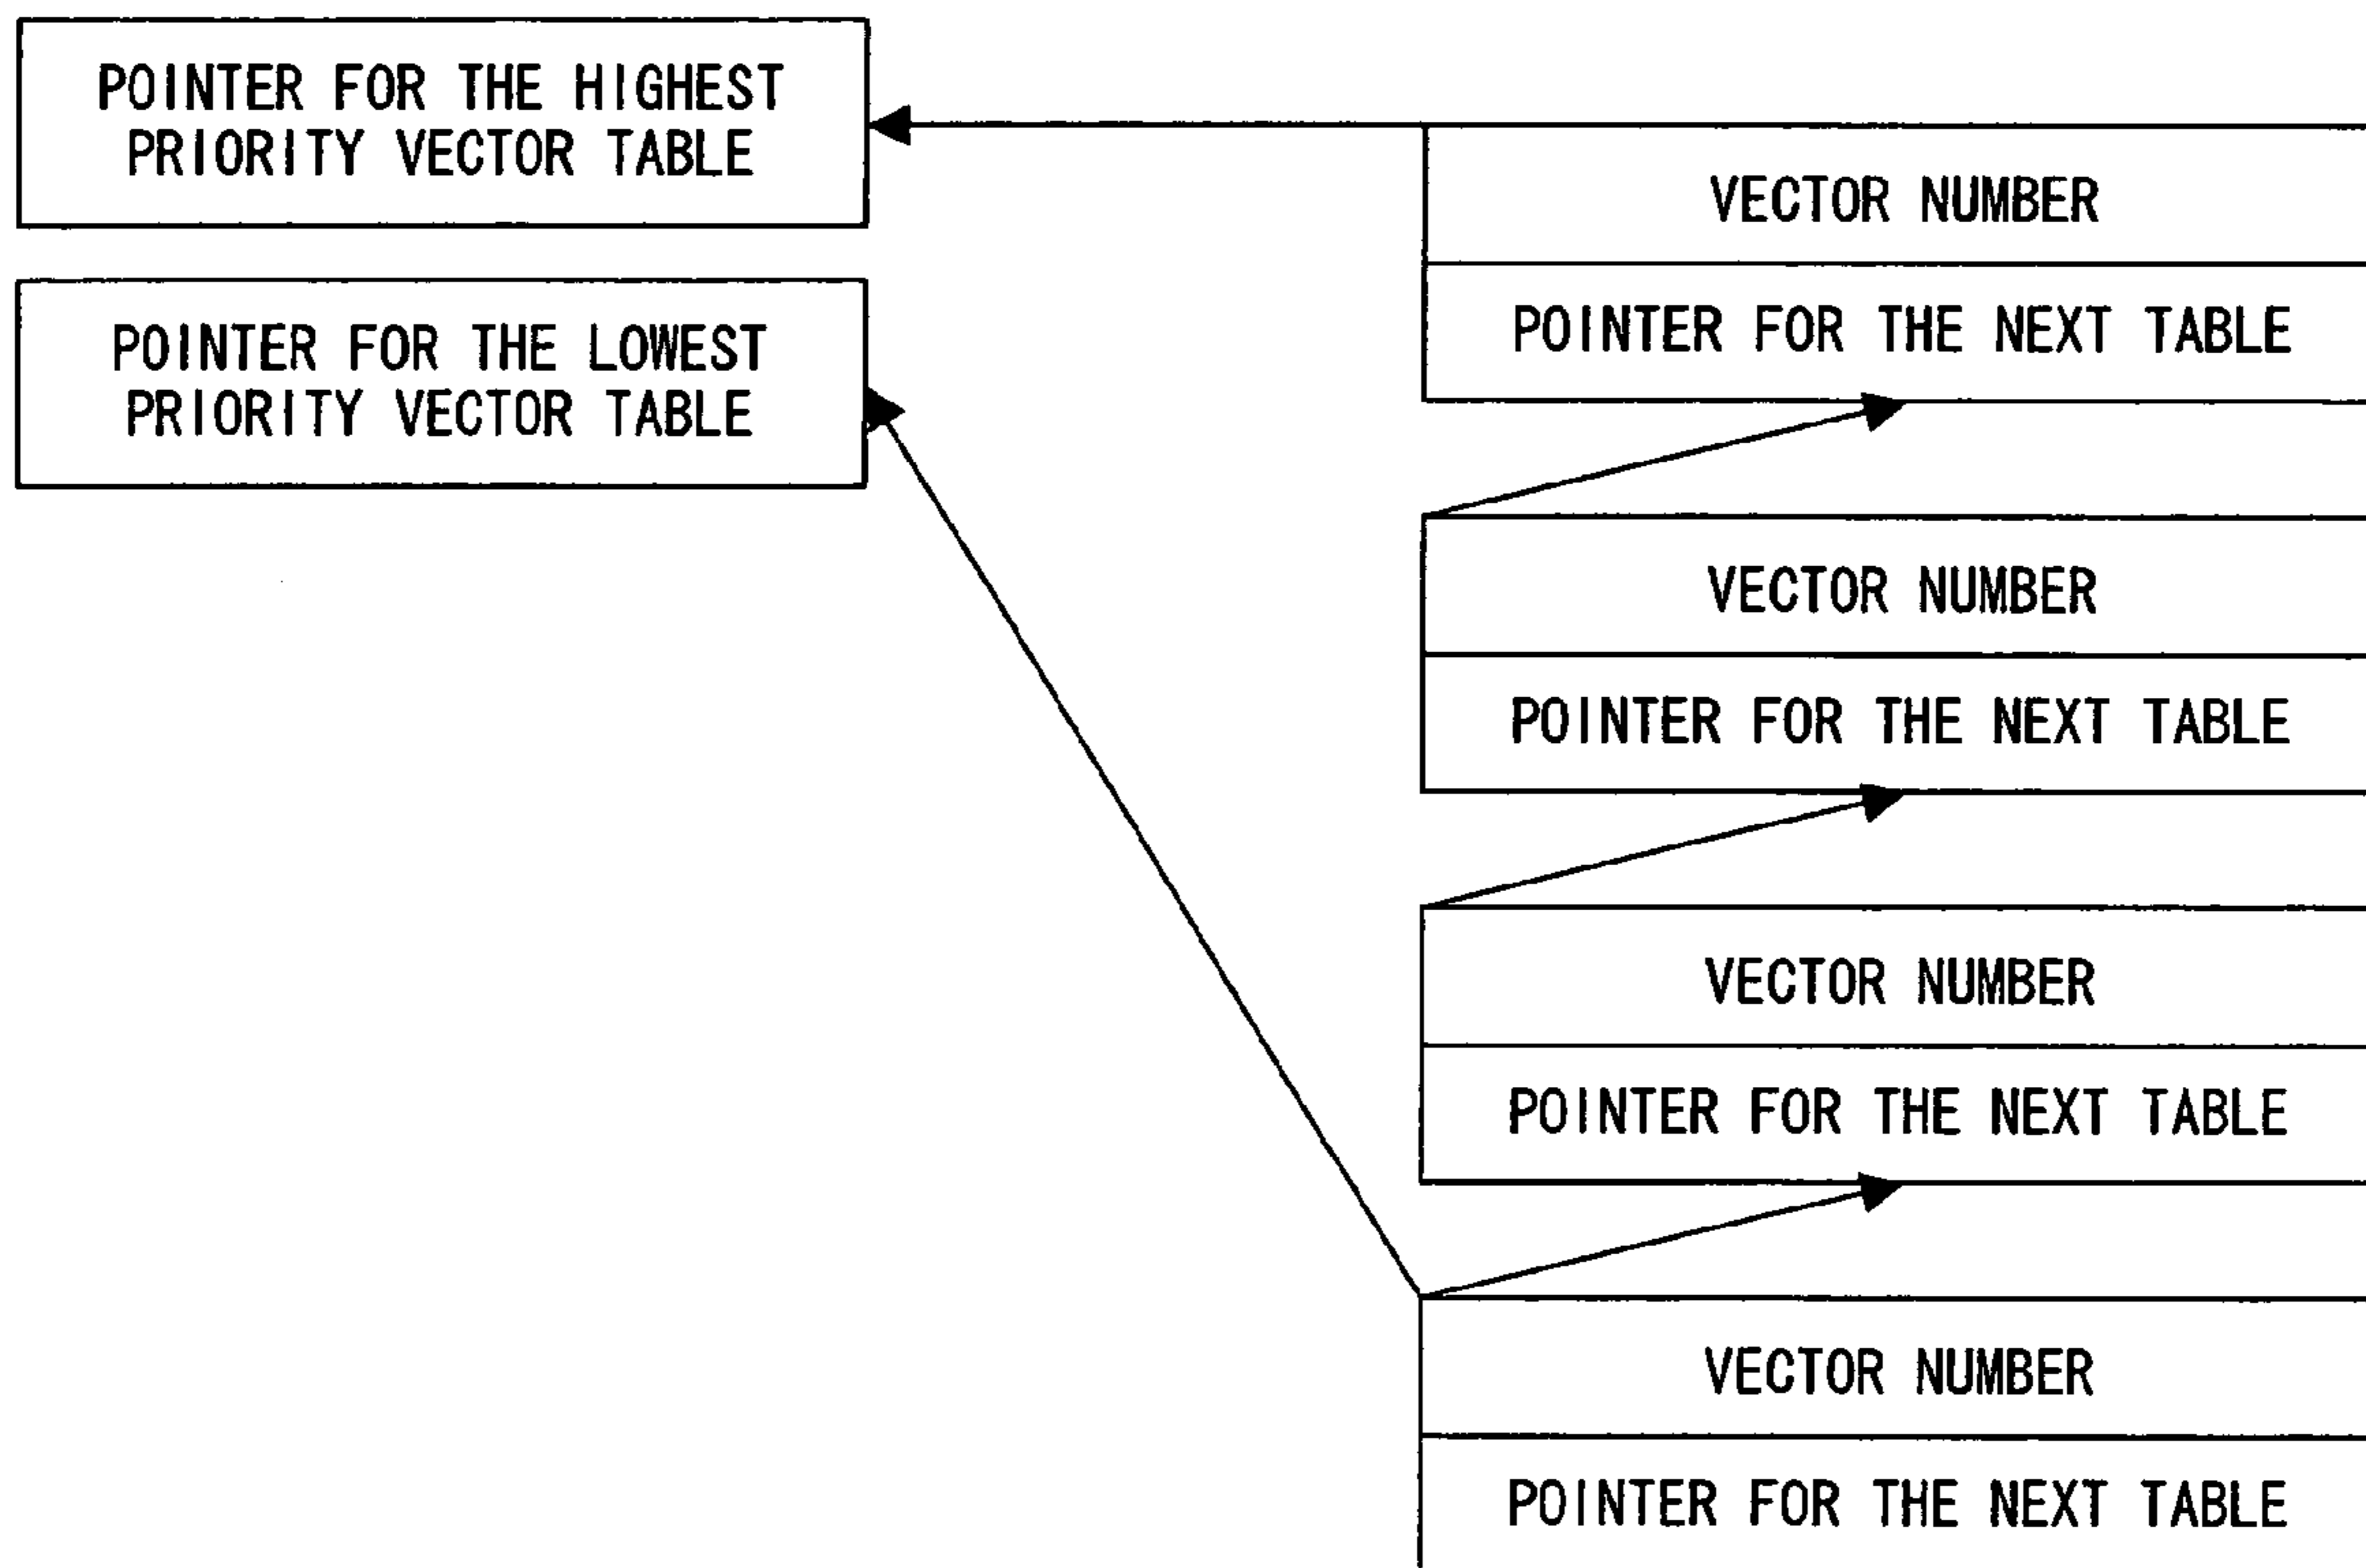 POINTER FOR THE HIGHEST
PRIORITY VECTOR TABLE
POINTER FOR THE LOWEST
PRIORITY VECTOR TABLE
VECTOR NUMBER
POINTER FOR THE NEXT TABLE
VECTOR NUMBER
POINTER FOR THE NEXT TABLE
VECTOR NUMBER
POINTER FOR THE NEXT TABLE
VECTOR NUMBER
POINTER FOR THE NEXT TABLE